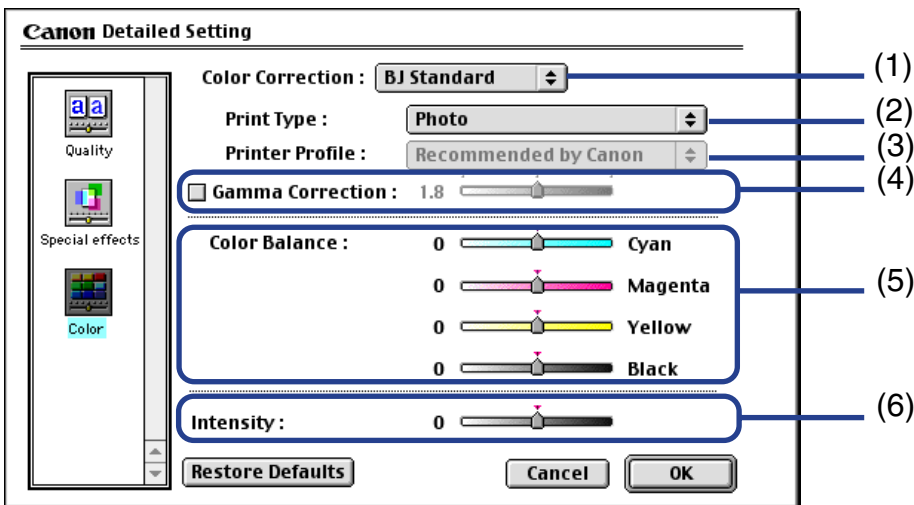 Canon Detailed Setting
Color Correction : BJ Standard (1)
Print Type : Photo (2)
Printer Profile : Recommended by Canon (3)
Gamma Correction : 1.8 (4)
Color Balance : 0 Cyan
0 Magenta (5)
0 Yellow
0 Black
Intensity : 0 (6)
aa
Quality
Special effects
Color
Restore Defaults Cancel OK